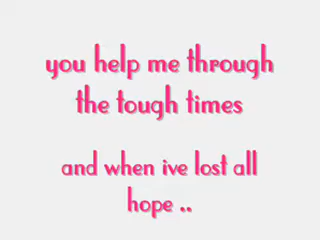 you help me through
the tough times
and when ive lost all
hope ..